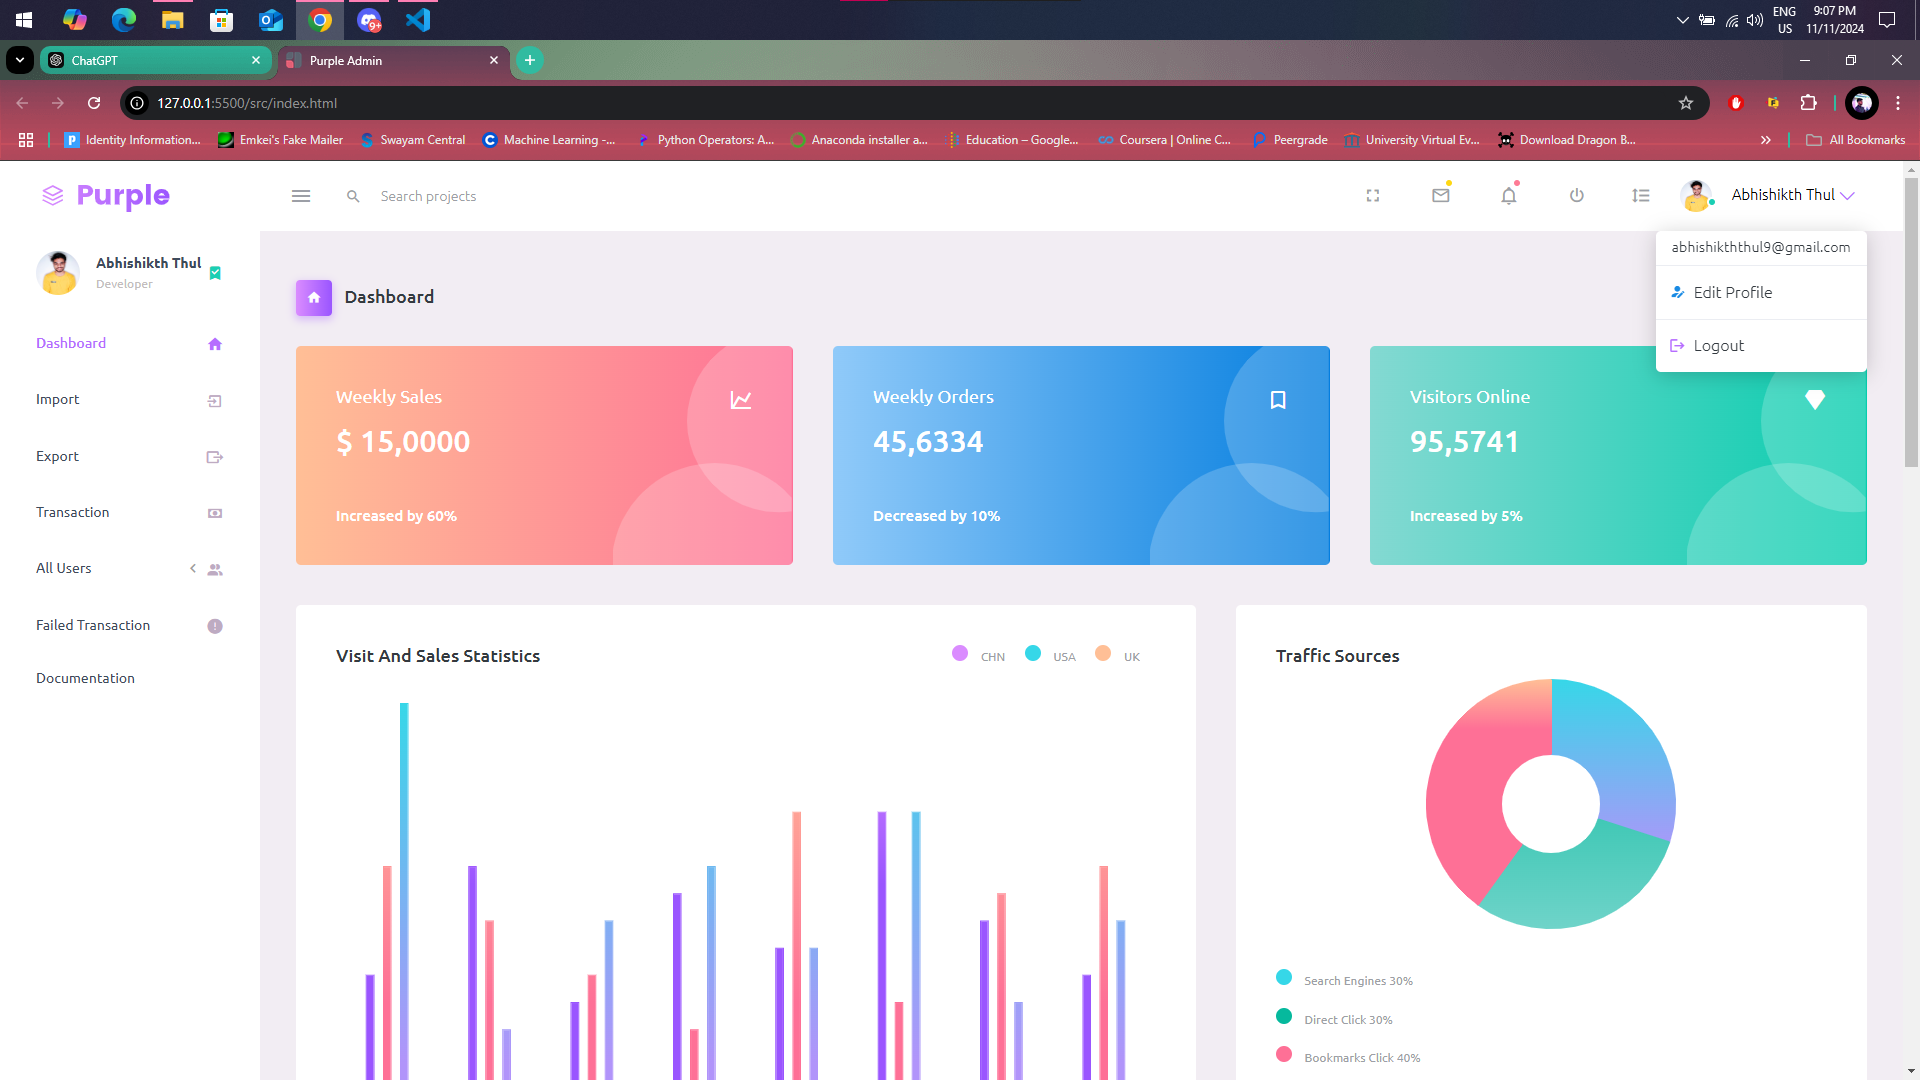 9+
ENG
US
9:07 PM
11/11/2024
ChatGPT
Purple Admin
127.0.0.1:5500/src/index.html
Identity Information...
Emkei's Fake Mailer
Swayam Central
Machine Learning -...
Python Operators: A...
Anaconda installer a...
Education – Google...
Coursera | Online C...
Peergrade
University Virtual Ev...
Download Dragon B...
All Bookmarks
Purple
Search projects
Abhishikth Thul
abhishikththul9@gmail.com
Edit Profile
Logout
Abhishikth Thul
Developer
Dashboard
Import
Export
Transaction
All Users
Failed Transaction
Documentation
Dashboard
Weekly Sales
$ 15,0000
Increased by 60%
Weekly Orders
45,6334
Decreased by 10%
Visitors Online
95,5741
Increased by 5%
Visit And Sales Statistics
CHN
USA
UK
Traffic Sources
Search Engines 30%
Direct Click 30%
Bookmarks Click 40%